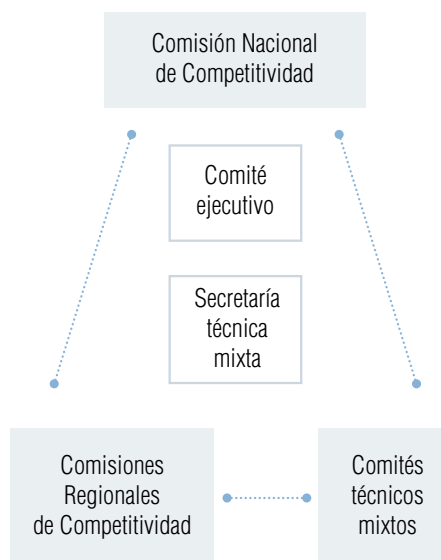 Comisión Nacional
de Competitividad
Comité
ejecutivo
Secretaría
técnica
mixta
Comisiones
Regionales
de Competitividad
Comités
técnicos
mixtos